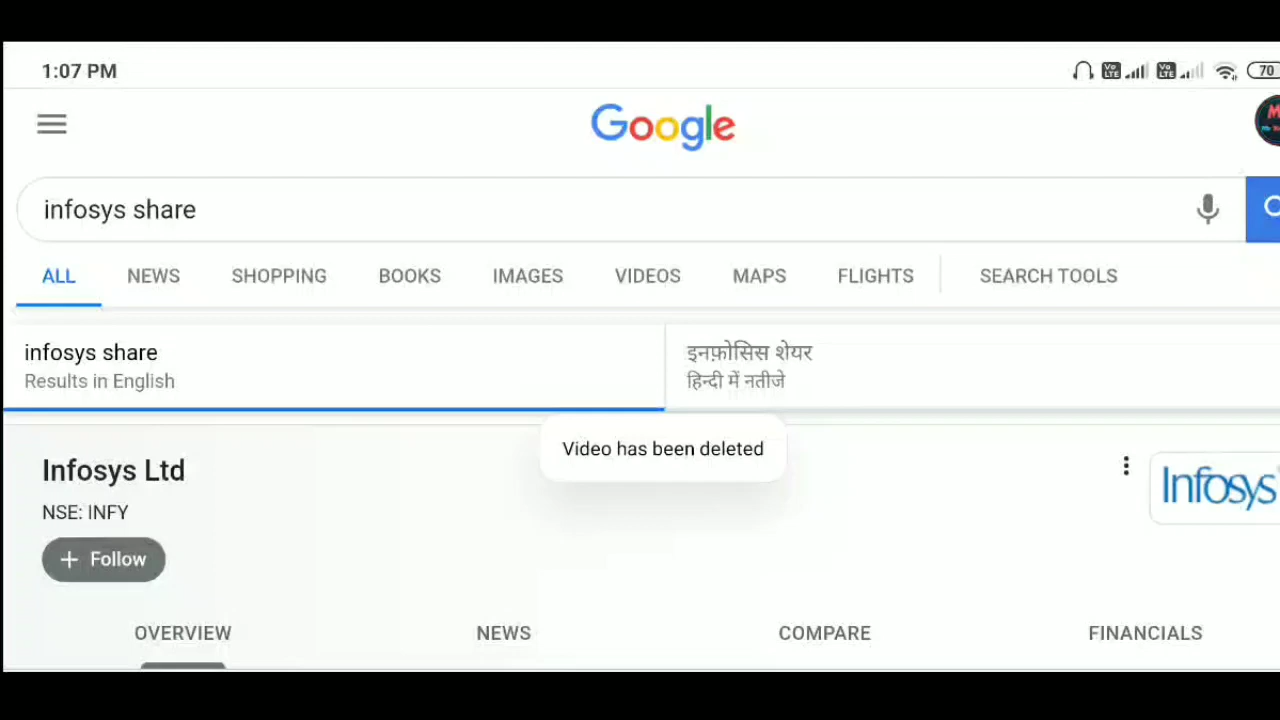 1:07 PM
70
Google
infosys share
ALL NEWS SHOPPING BOOKS IMAGES VIDEOS MAPS FLIGHTS SEARCH TOOLS
infosys share
Results in English
इनफ़ोसिस शेयर
हिन्दी में नतीजे
Video has been deleted
Infosys Ltd
Infosys
NSE: INFY
+ Follow
OVERVIEW NEWS COMPARE FINANCIALS